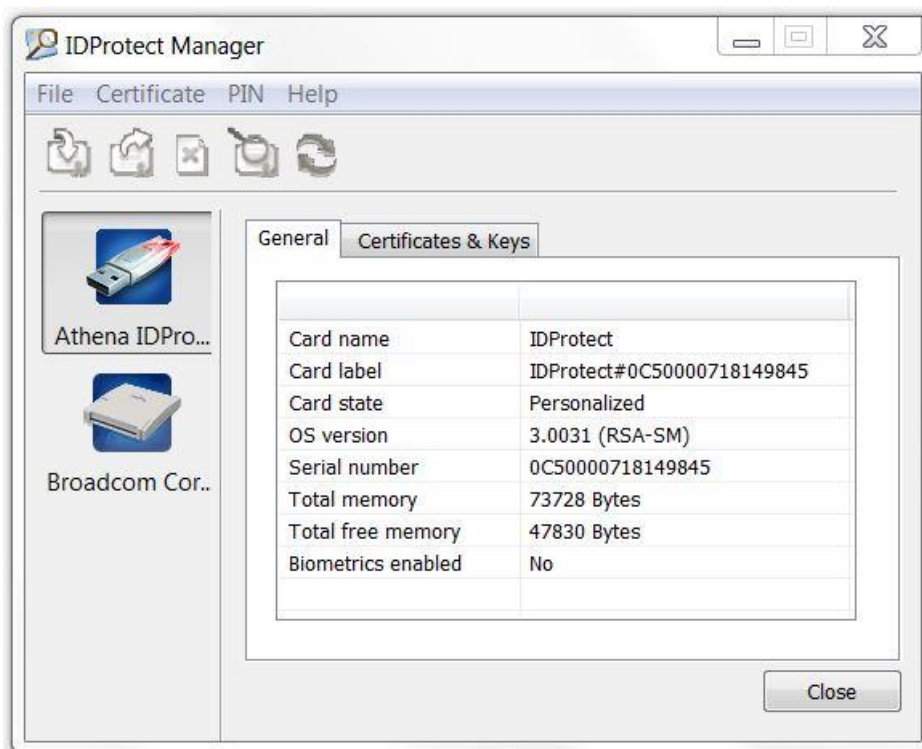 IDProtect Manager
File Certificate PIN Help
Athena IDPro...
Broadcom Cor..
General Certificates & Keys
Card name IDProtect
Card label IDProtect#0C50000718149845
Card state Personalized
OS version 3.0031 (RSA-SM)
Serial number 0C50000718149845
Total memory 73728 Bytes
Total free memory 47830 Bytes
Biometrics enabled No
Close